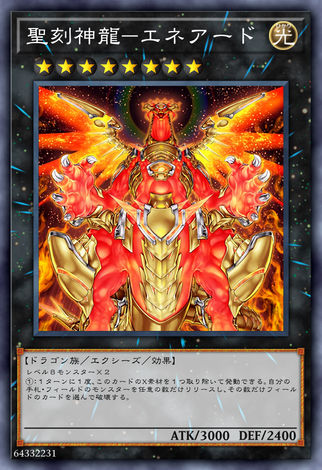 聖刻神龍－エネアード
光
【ドラゴン族／エクシーズ／効果】
レベル８モンスター×２
①：１ターンに１度、このカードのX素材を１つ取り除いて発動できる。自分の
手札・フィールドのモンスターを任意の数だけリリースし、その数だけフィール
ドのカードを選んで破壊する。
ATK/3000 DEF/2400
64332231